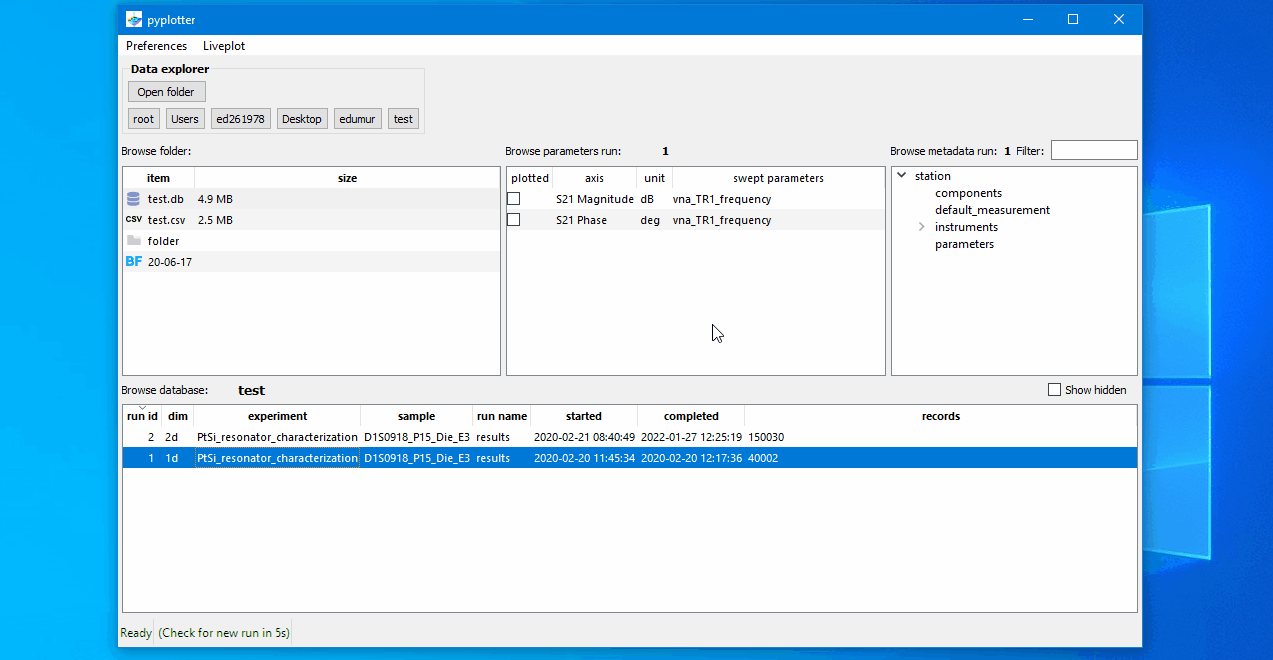 pyplotter
Preferences Liveplot
Data explorer
Open folder
root Users ed261978 Desktop edumur test
Browse folder: Browse parameters run: 1 Browse metadata run: 1 Filter:
item size
test.db 4.9 MB
CSV test.csv 2.5 MB
folder
BF 20-06-17
plotted axis unit swept parameters
S21 Magnitude dB vna_TR1_frequency
S21 Phase deg vna_TR1_frequency
station
components
default_measurement
instruments
parameters
Browse database: test Show hidden
run id dim experiment sample run name started completed records
2 2d PtSi_resonator_characterization D1S0918_P15_Die_E3 results 2020-02-21 08:40:49 2022-01-27 12:25:19 150030
1 1d PtSi_resonator_characterization D1S0918_P15_Die_E3 results 2020-02-20 11:45:34 2020-02-20 12:17:36 40002
Ready (Check for new run in 5s)